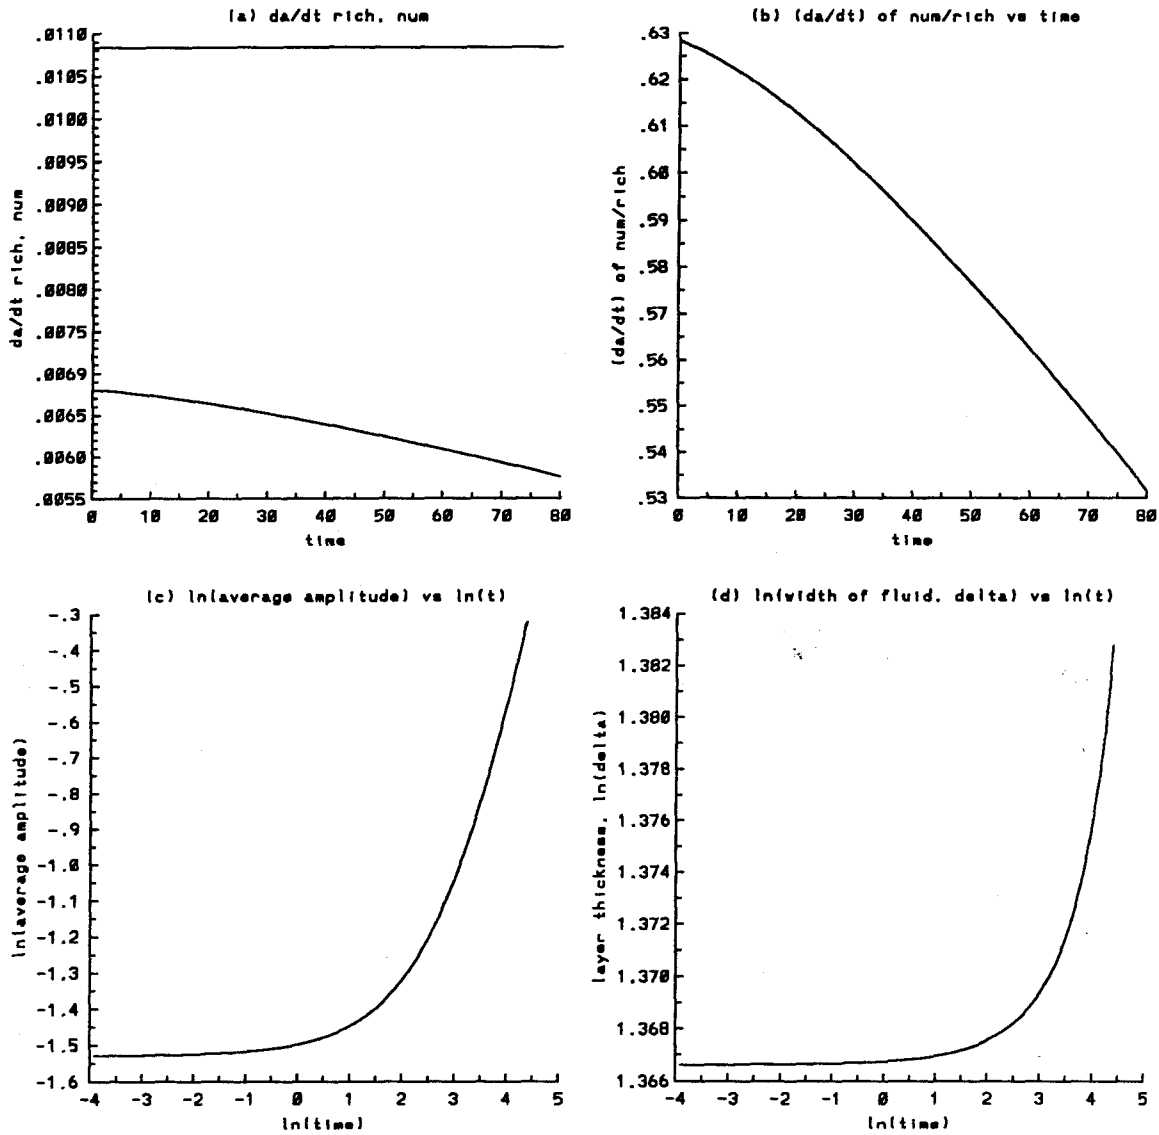 (a) da/dt rich, num
.0110
.0105
.0100
.0095
.0090
.0085
.0080
.0075
.0069
.0065
.0060
.0055
da/dt rich, num
0 10 20 30 40 50 60 70 80
time
(b) (da/dt) of num/rich vs time
.63
.62
.61
.60
.59
.58
.57
.56
.55
.54
.53
(da/dt) of num/rich
0 10 20 30 40 50 60 70 80
time
(c) ln(average amplitude) vs ln(t)
-.3
-.4
-.5
-.6
-.7
-.8
-.9
-1.0
-1.1
-1.2
-1.3
-1.4
-1.5
-1.6
ln(average amplitude)
-4 -3 -2 -1 0 1 2 3 4 5
ln(time)
(d) ln(width of fluid, delta) vs ln(t)
1.384
1.382
1.380
1.378
1.376
1.374
1.372
1.370
1.368
1.366
layer thickness, ln(delta)
-4 -3 -2 -1 0 1 2 3 4 5
ln(time)